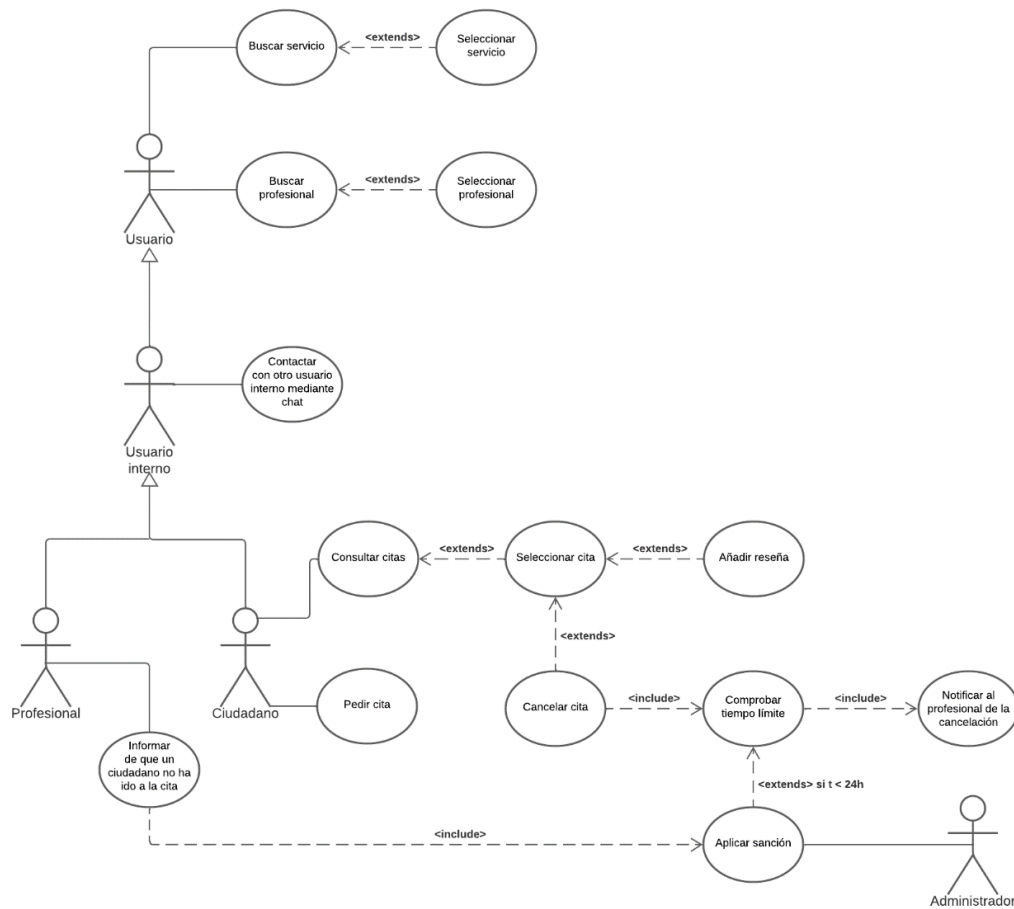 Buscar servicio
<extends>
Seleccionar
servicio
Buscar
profesional
<extends>
Seleccionar
profesional
Usuario
Contactar
con otro usuario
interno mediante
chat
Usuario
interno
Consultar citas
<extends>
Seleccionar cita
<extends>
Añadir reseña
<extends>
Profesional
Ciudadano
Pedir cita
Cancelar cita
<include>
Comprobar
tiempo límite
<include>
Notificar al
profesional de la
cancelación
Informar
de que un
ciudadano no ha
ido a la cita
<extends> si t < 24h
<include>
Aplicar sanción
Administrador